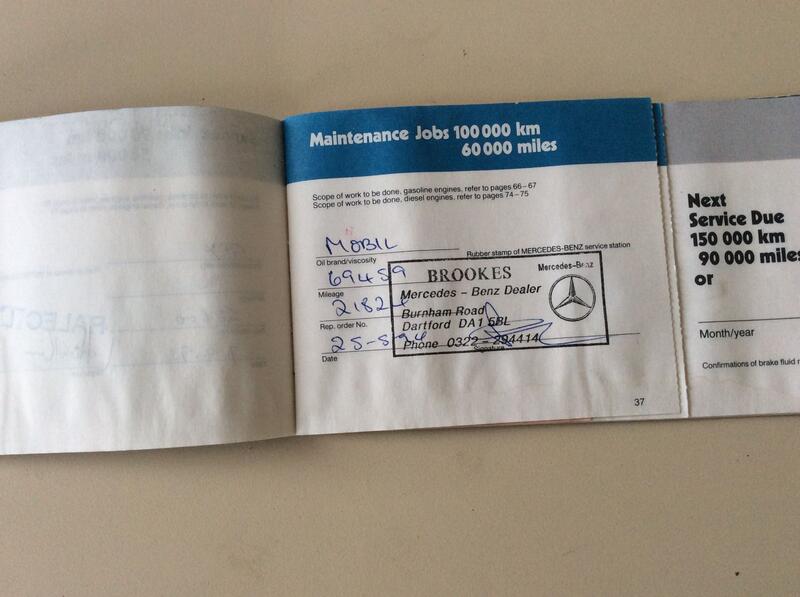 Maintenance Jobs 100 000 km
60 000 miles
Scope of work to be done, gasoline engines, refer to pages 66–67
Scope of work to be done, diesel engines, refer to pages 74–75
MOBIL
Oil brand/viscosity
Rubber stamp of MERCEDES-BENZ service station
69459
Mileage
21824
Rep. order No.
25-5-94
Date
BROOKES
Mercedes-Benz
Mercedes – Benz Dealer
Burnham Road
Dartford DA1 5BL
Phone 0322 – 294414
Signature
37
Next
Service Due
150 000 km
90 000 miles
or
Month/year
Confirmations of brake fluid